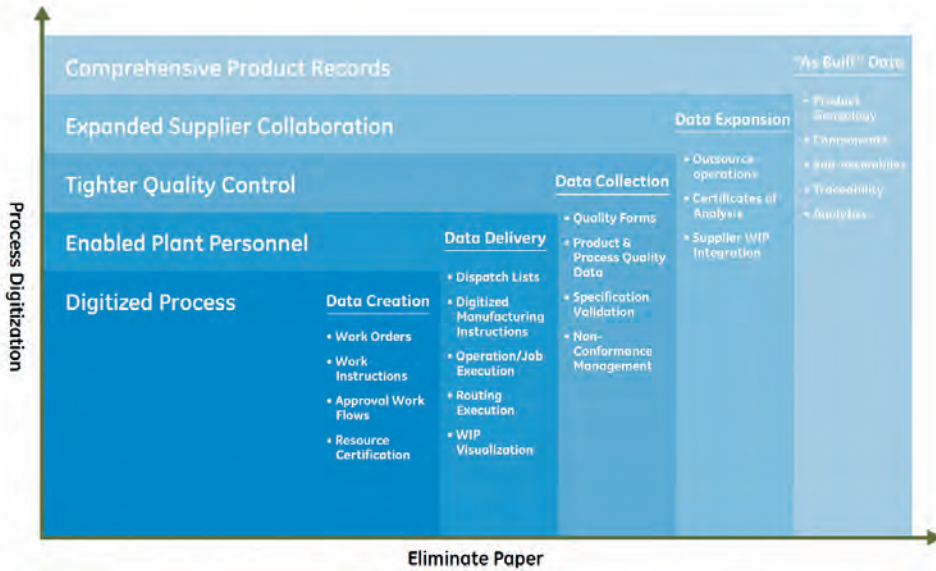 Comprehensive Product Records
Expanded Supplier Collaboration
Tighter Quality Control
Enabled Plant Personnel
Digitized Process
Data Creation
• Work Orders
• Work
Instructions
• Approval Work
Flows
• Resource
Certification
Data Delivery
• Dispatch Lists
• Digitized
Manufacturing
Instructions
• Operation/Job
Execution
• Routing
Execution
• WIP
Visualization
Data Collection
• Quality Forms
• Product &
Process Quality
Data
• Specification
Validation
• Non-
Conformance
Management
Data Expansion
• Outsource
operations
• Certificates of
Analysis
• Supplier WIP
Integration
"As Built" Data
• Product
Genealogy
• Components
• Sub-assemblies
• Traceability
• Analytics
Process Digitization
Eliminate Paper